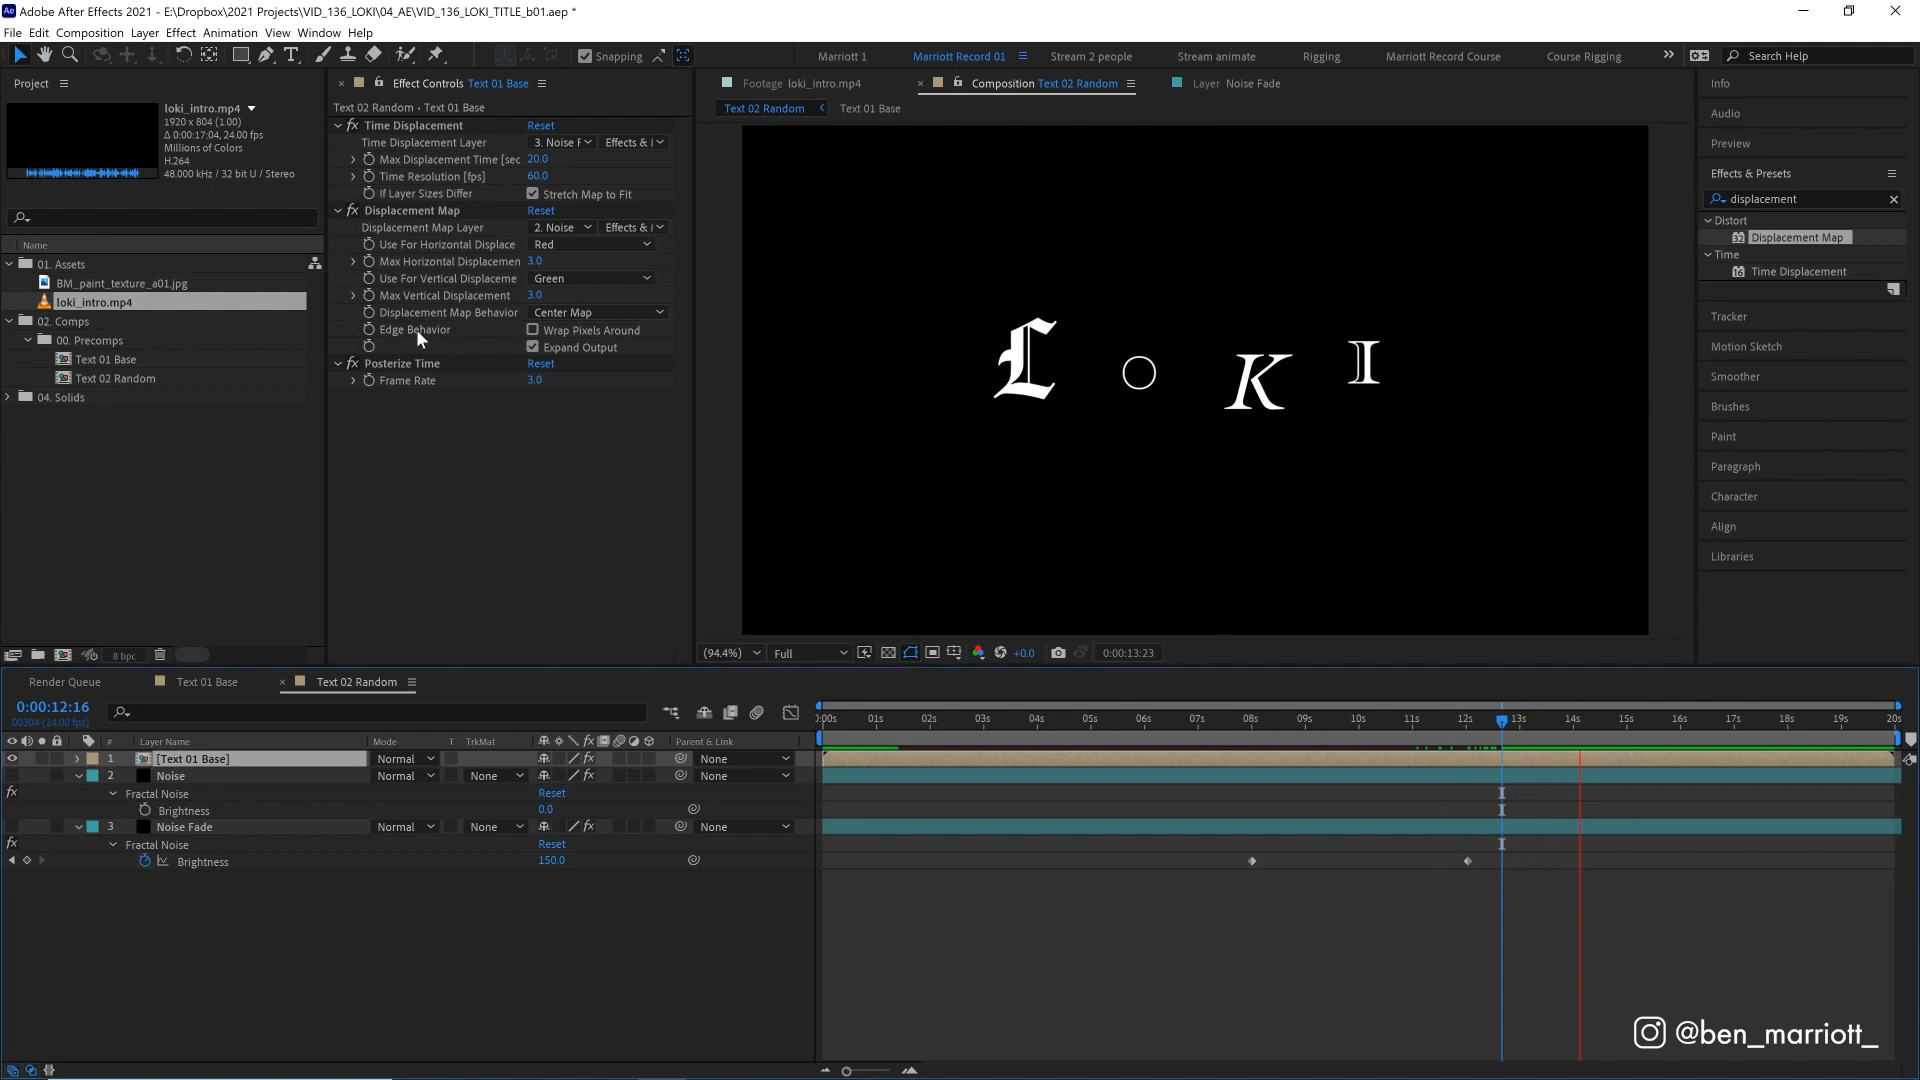 Adobe After Effects 2021 - E:\Dropbox\2021 Projects\VID_136_LOKI\04_AE\VID_136_LOKI_TITLE_b01.aep *
File Edit Composition Layer Effect Animation View Window Help
Snapping
Marriott 1 Marriott Record 01 Stream 2 people Stream animate Rigging Marriott Record Course Course Rigging
Search Help
Project
loki_intro.mp4
1920 x 804 (1.00)
Δ 0:00:17:04, 24.00 fps
Millions of Colors
H.264
48.000 kHz / 32 bit U / Stereo
Name
01. Assets
BM_paint_texture_a01.jpg
loki_intro.mp4
02. Comps
00. Precomps
Text 01 Base
Text 02 Random
04. Solids
8 bpc
Effect Controls Text 01 Base
Text 02 Random • Text 01 Base
fx Time Displacement Reset
Time Displacement Layer 3. Noise F Effects &
Max Displacement Time [sec 20.0
Time Resolution [fps] 60.0
If Layer Sizes Differ Stretch Map to Fit
fx Displacement Map Reset
Displacement Map Layer 2. Noise Effects &
Use For Horizontal Displace Red
Max Horizontal Displacemen 3.0
Use For Vertical Displaceme Green
Max Vertical Displacement 3.0
Displacement Map Behavior Center Map
Edge Behavior Wrap Pixels Around
Expand Output
fx Posterize Time Reset
Frame Rate 3.0
Footage loki_intro.mp4
Composition Text 02 Random
Layer Noise Fade
Text 02 Random Text 01 Base
L O K I
(94.4%) Full +0.0 0:00:13:23
Info
Audio
Preview
Effects & Presets
displacement
Distort
32 Displacement Map
Time
16 Time Displacement
Tracker
Motion Sketch
Smoother
Brushes
Paint
Paragraph
Character
Align
Libraries
Render Queue Text 01 Base Text 02 Random
0:00:12:16
00304 (24.00 fps)
:00s 01s 02s 03s 04s 05s 06s 07s 08s 09s 10s 11s 12s 13s 14s 15s 16s 17s 18s 19s 20s
# Layer Name Mode T TrkMat fx Parent & Link
1 [Text 01 Base] Normal fx None
2 Noise Normal None fx None
fx Fractal Noise Reset
Brightness 0.0
3 Noise Fade Normal None fx None
fx Fractal Noise Reset
Brightness 150.0
@ben_marriott_